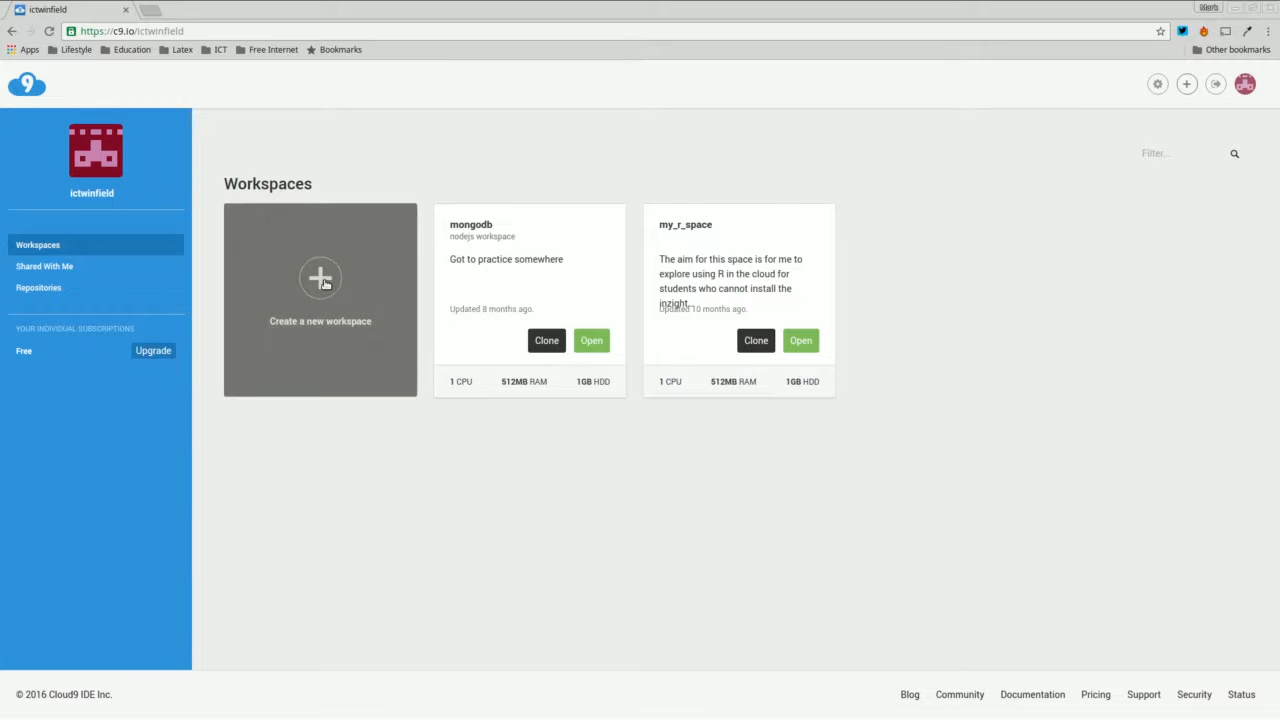 ictwinfield
Mark
https://c9.io/ictwinfield
Apps Lifestyle Education Latex ICT Free Internet Bookmarks Other bookmarks
9
ictwinfield
Workspaces
Shared With Me
Repositories
YOUR INDIVIDUAL SUBSCRIPTIONS
Free Upgrade
Filter...
Workspaces
Create a new workspace
mongodb
nodejs workspace
Got to practice somewhere
Updated 8 months ago.
Clone Open
1 CPU 512MB RAM 1GB HDD
my_r_space
The aim for this space is for me to
explore using R in the cloud for
students who cannot install the
inzight...
Updated 10 months ago.
Clone Open
1 CPU 512MB RAM 1GB HDD
© 2016 Cloud9 IDE Inc.
Blog Community Documentation Pricing Support Security Status